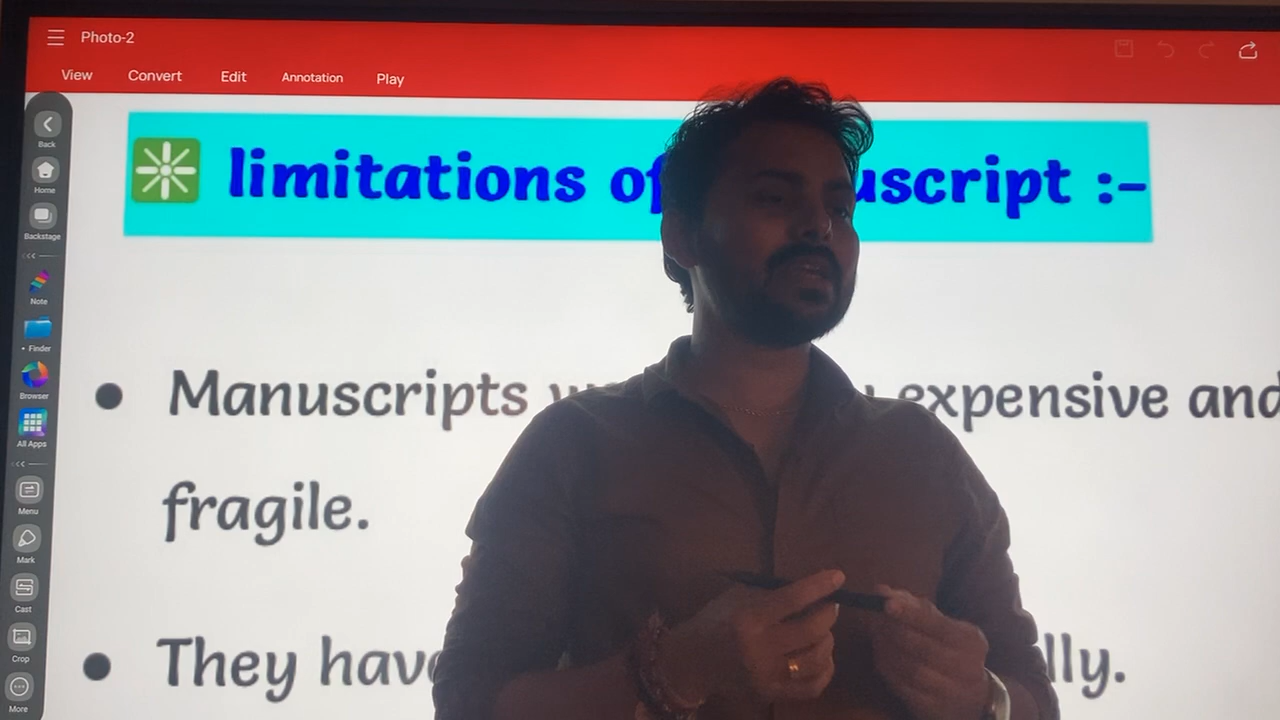 Photo-2
View Convert Edit Annotation Play
Back
Home
Backstage
Note
Finder
Browser
All Apps
Menu
Mark
Cast
Crop
More
limitations of uscript :-
Manuscripts expensive and
fragile.
They have lly.